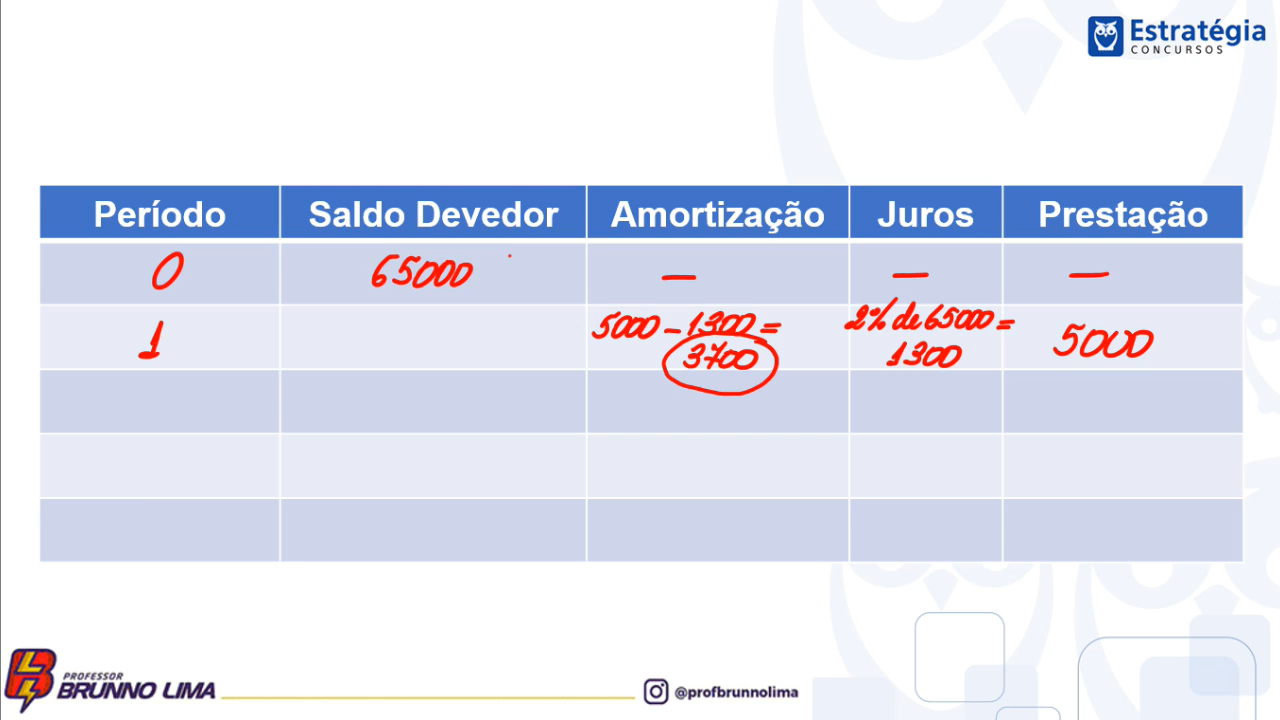 Estratégia
CONCURSOS
Período Saldo Devedor Amortização Juros Prestação
0 65000 — — —
1 5000 - 1300 = 3700 2% de 65000 = 1300 5000
PROFESSOR
BRUNNO LIMA
@profbrunnolima